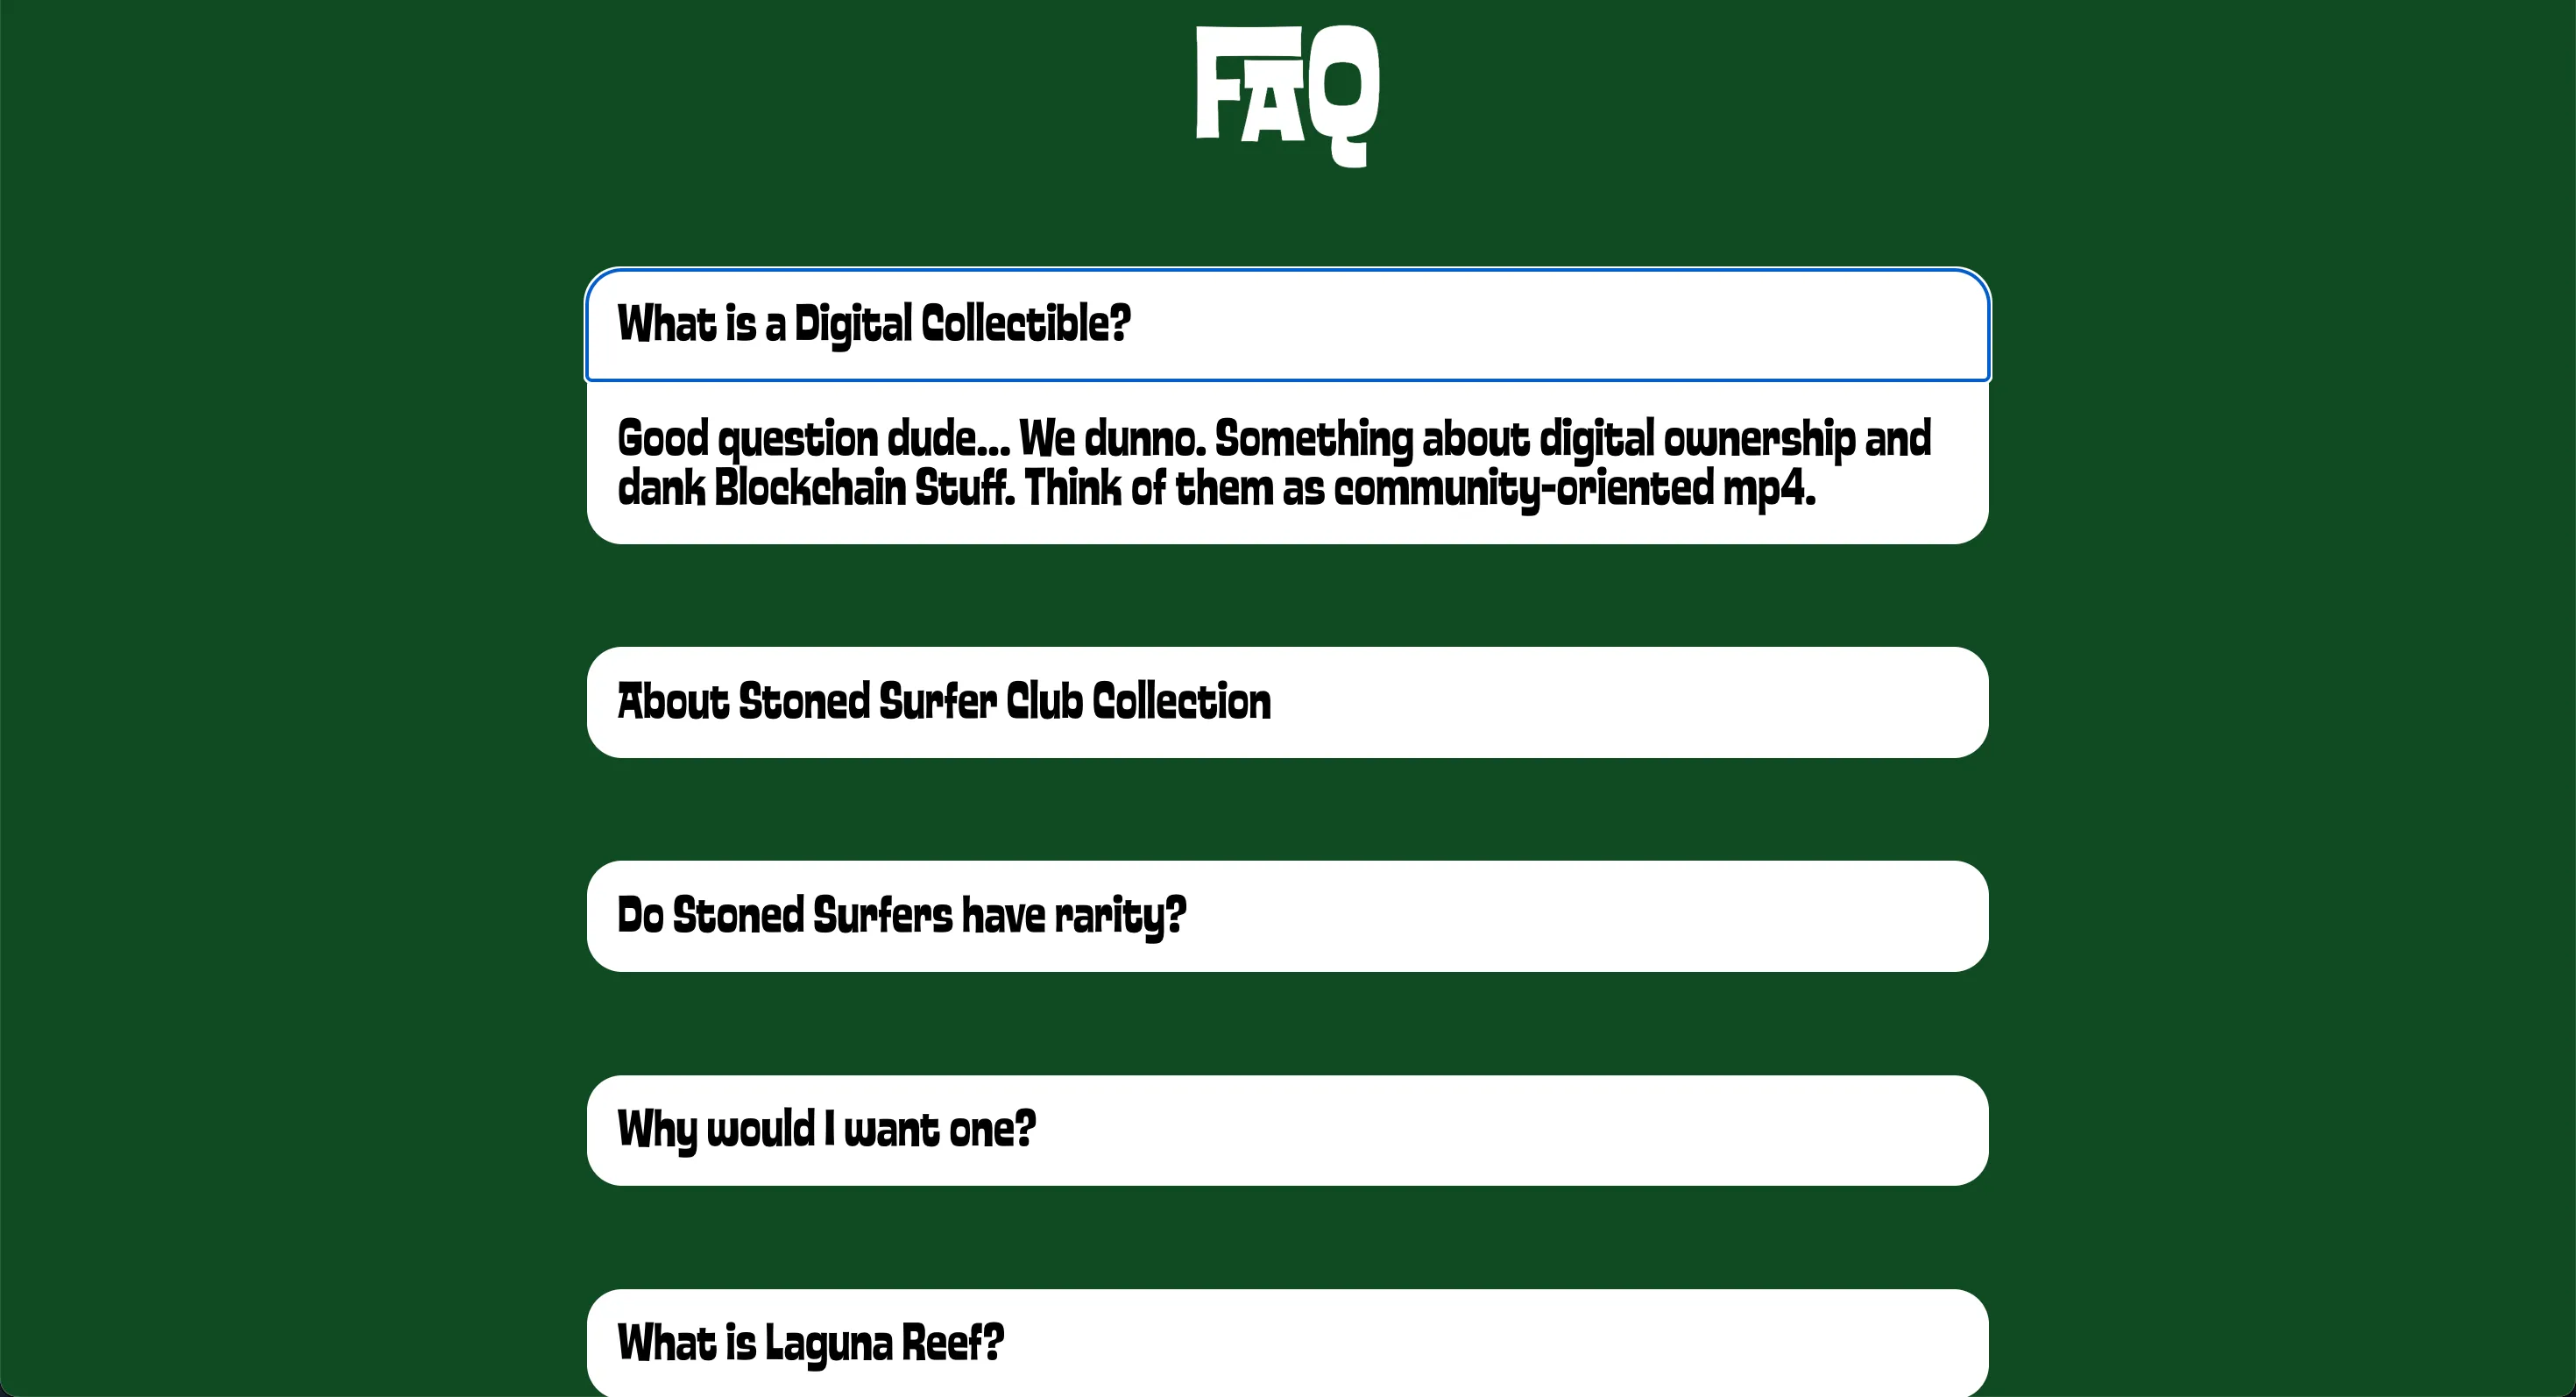 FAQ
What is a Digital Collectible?
Good question dude... We dunno. Something about digital ownership and
dank Blockchain Stuff. Think of them as community-oriented mp4.
About Stoned Surfer Club Collection
Do Stoned Surfers have rarity?
Why would I want one?
What is Laguna Reef?